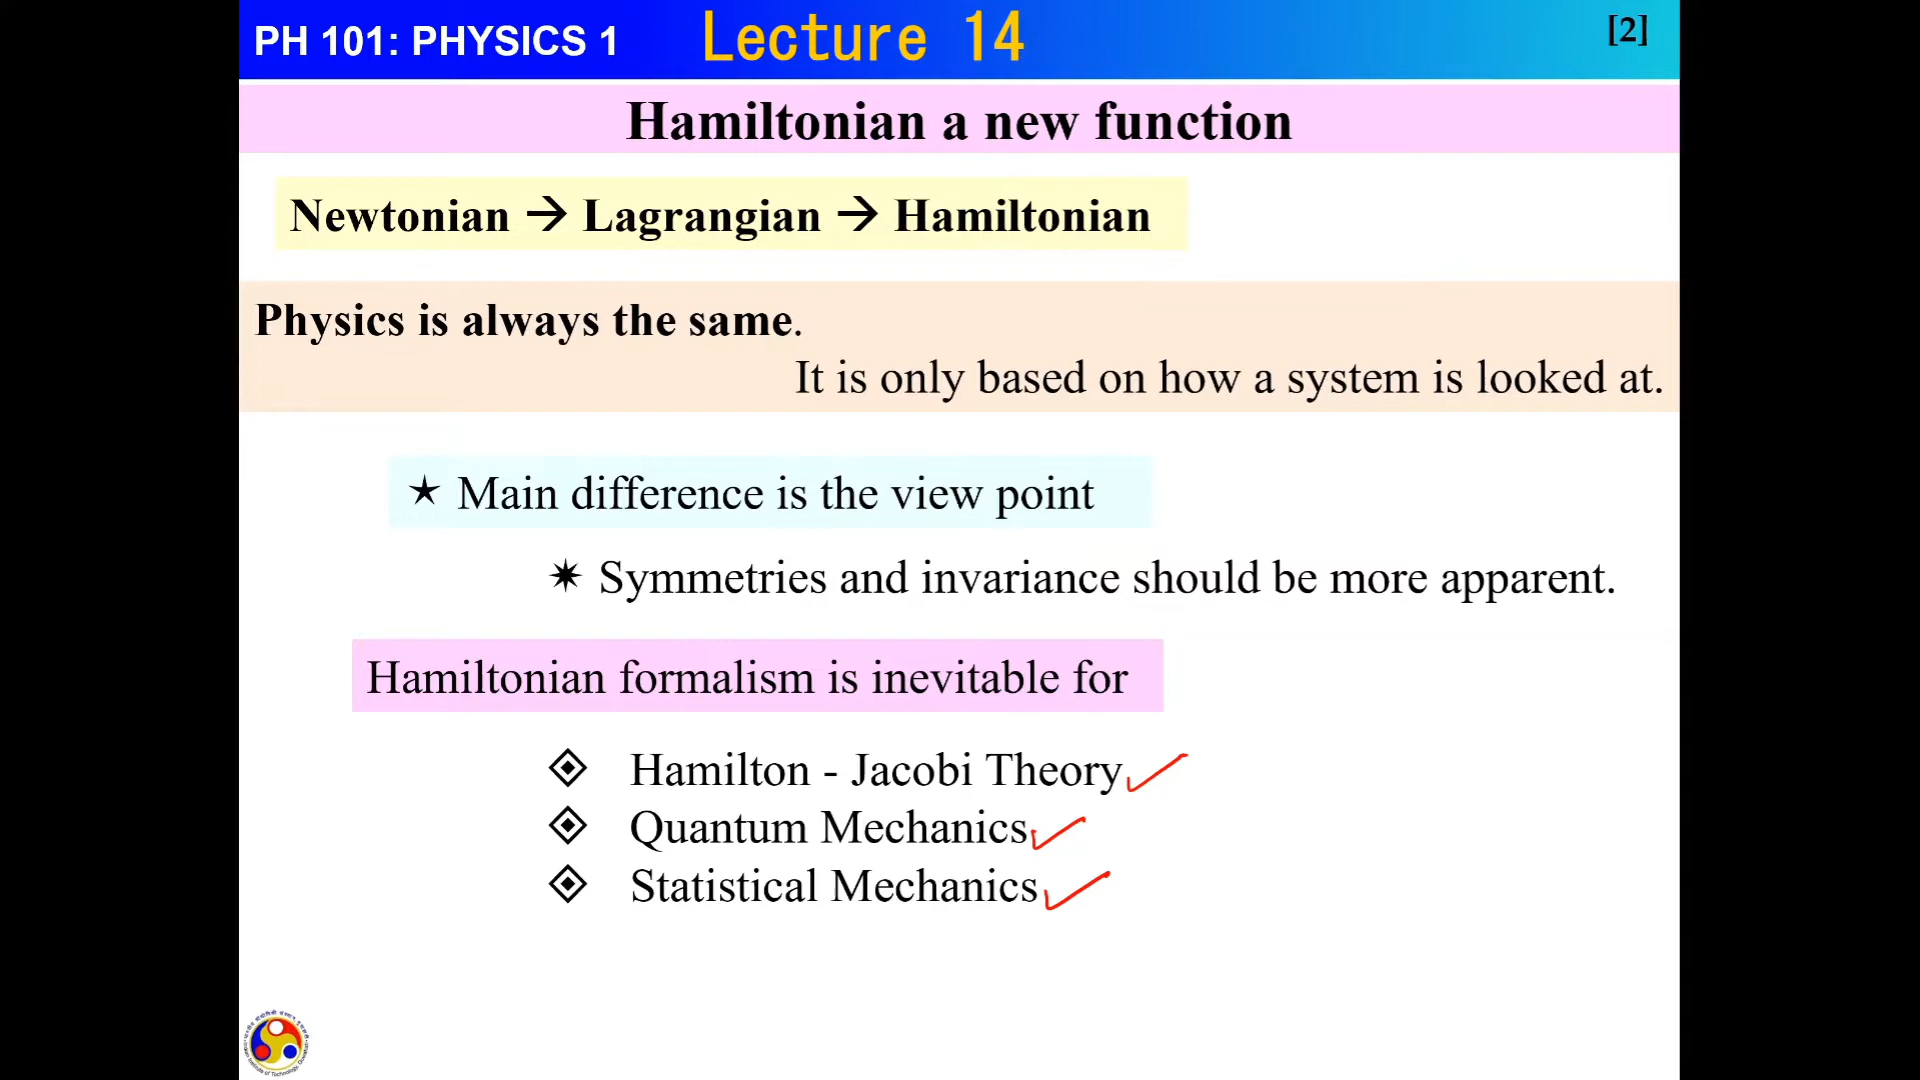 PH 101: PHYSICS 1 Lecture 14 [2]
Hamiltonian a new function
Newtonian → Lagrangian → Hamiltonian
Physics is always the same.
It is only based on how a system is looked at.
★ Main difference is the view point
✷ Symmetries and invariance should be more apparent.
Hamiltonian formalism is inevitable for
◈ Hamilton - Jacobi Theory ✓
◈ Quantum Mechanics ✓
◈ Statistical Mechanics ✓